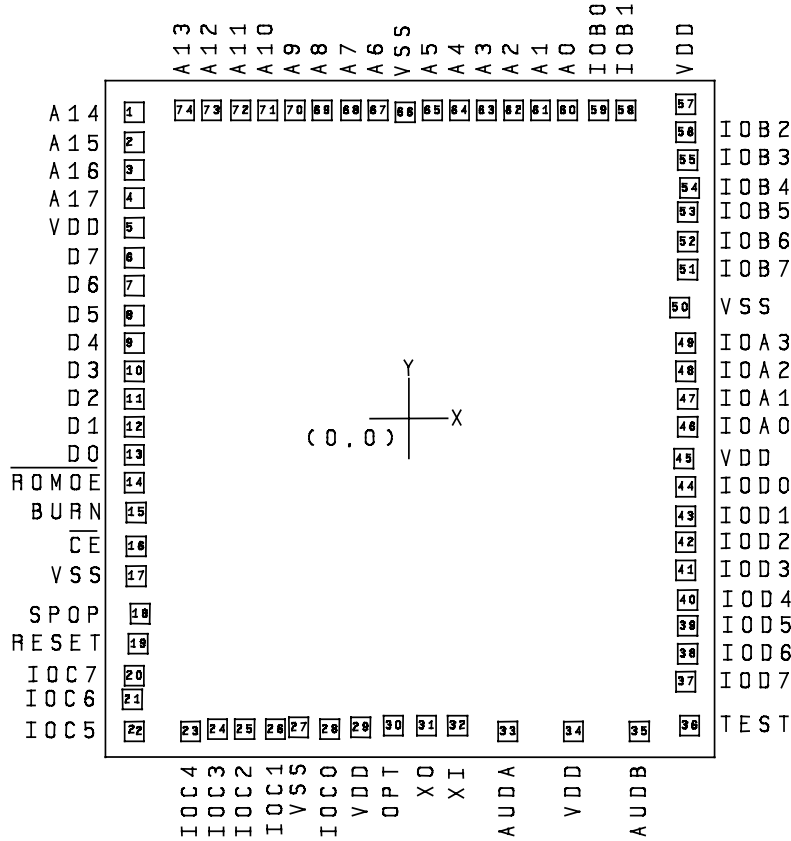 A13 A12 A11 A10 A9 A8 A7 A6 VSS A5 A4 A3 A2 A1 A0 IOB0 IOB1 VDD
74 73 72 71 70 69 68 67 66 65 64 63 62 61 60 59 58 57
A14 1
A15 2
A16 3
A17 4
VDD 5
D7 6
D6 7
D5 8
D4 9
D3 10
D2 11
D1 12
D0 13
ROMOE 14
BURN 15
CE 16
VSS 17
SPOP 18
RESET 19
IOC7 20
IOC6 21
IOC5 22
Y
X
(0,0)
56 IOB2
55 IOB3
54 IOB4
53 IOB5
52 IOB6
51 IOB7
50 VSS
49 IOA3
48 IOA2
47 IOA1
46 IOA0
45 VDD
44 IOD0
43 IOD1
42 IOD2
41 IOD3
40 IOD4
39 IOD5
38 IOD6
37 IOD7
36 TEST
23 24 25 26 27 28 29 30 31 32 33 34 35
IOC4 IOC3 IOC2 IOC1 VSS IOC0 VDD OPT XO XI AUDA VDD AUDB